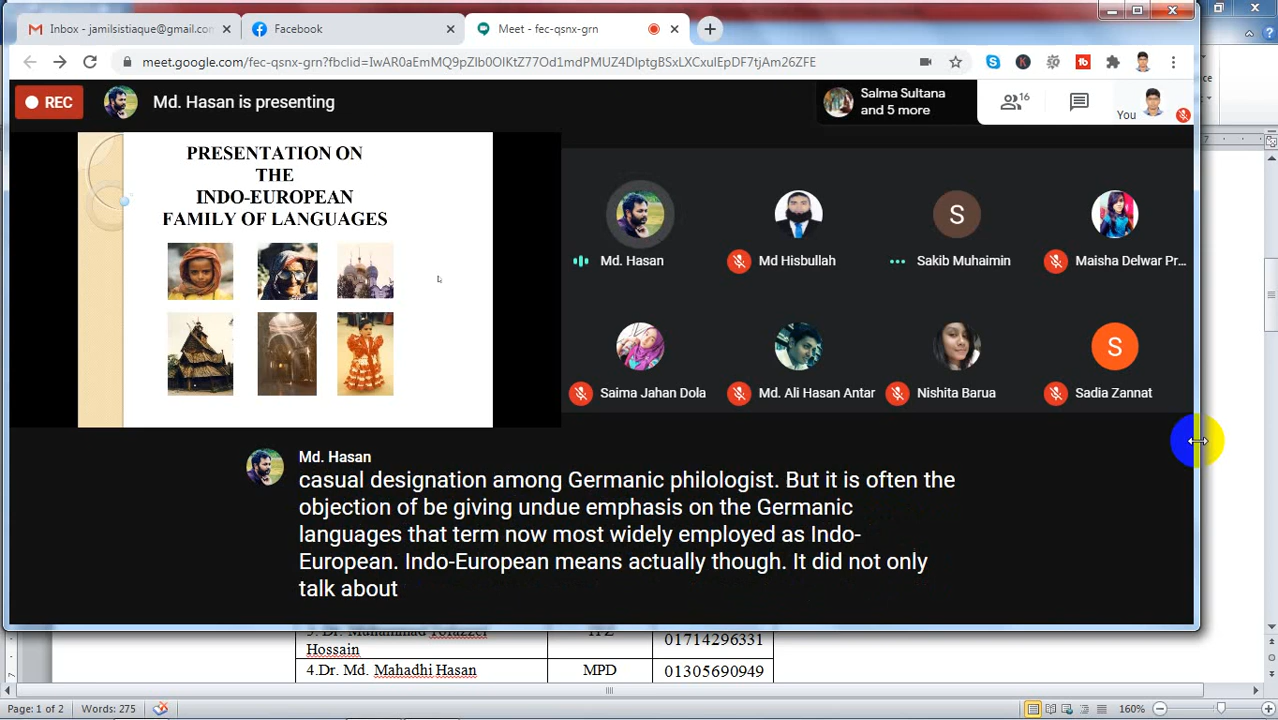 Inbox - jamilsistiaque@gmail.con
Facebook
Meet - fec-qsnx-grn
meet.google.com/fec-qsnx-grn?fbclid=IwAR0aEmMQ9pZlb0OlKtZ77Od1mdPMUZ4DlptgBSxLXCxulEpDF7tjAm26ZFE
REC
Md. Hasan is presenting
Salma Sultana
and 5 more
16
You
PRESENTATION ON
THE
INDO-EUROPEAN
FAMILY OF LANGUAGES
Md. Hasan
Md Hisbullah
S
Sakib Muhaimin
Maisha Delwar Pr...
Saima Jahan Dola
Md. Ali Hasan Antar
Nishita Barua
S
Sadia Zannat
Md. Hasan
casual designation among Germanic philologist. But it is often the
objection of be giving undue emphasis on the Germanic
languages that term now most widely employed as Indo-
European. Indo-European means actually though. It did not only
talk about
Hossain
01714296331
4.Dr. Md. Mahadhi Hasan
MPD
01305690949
Page: 1 of 2
Words: 275
160%